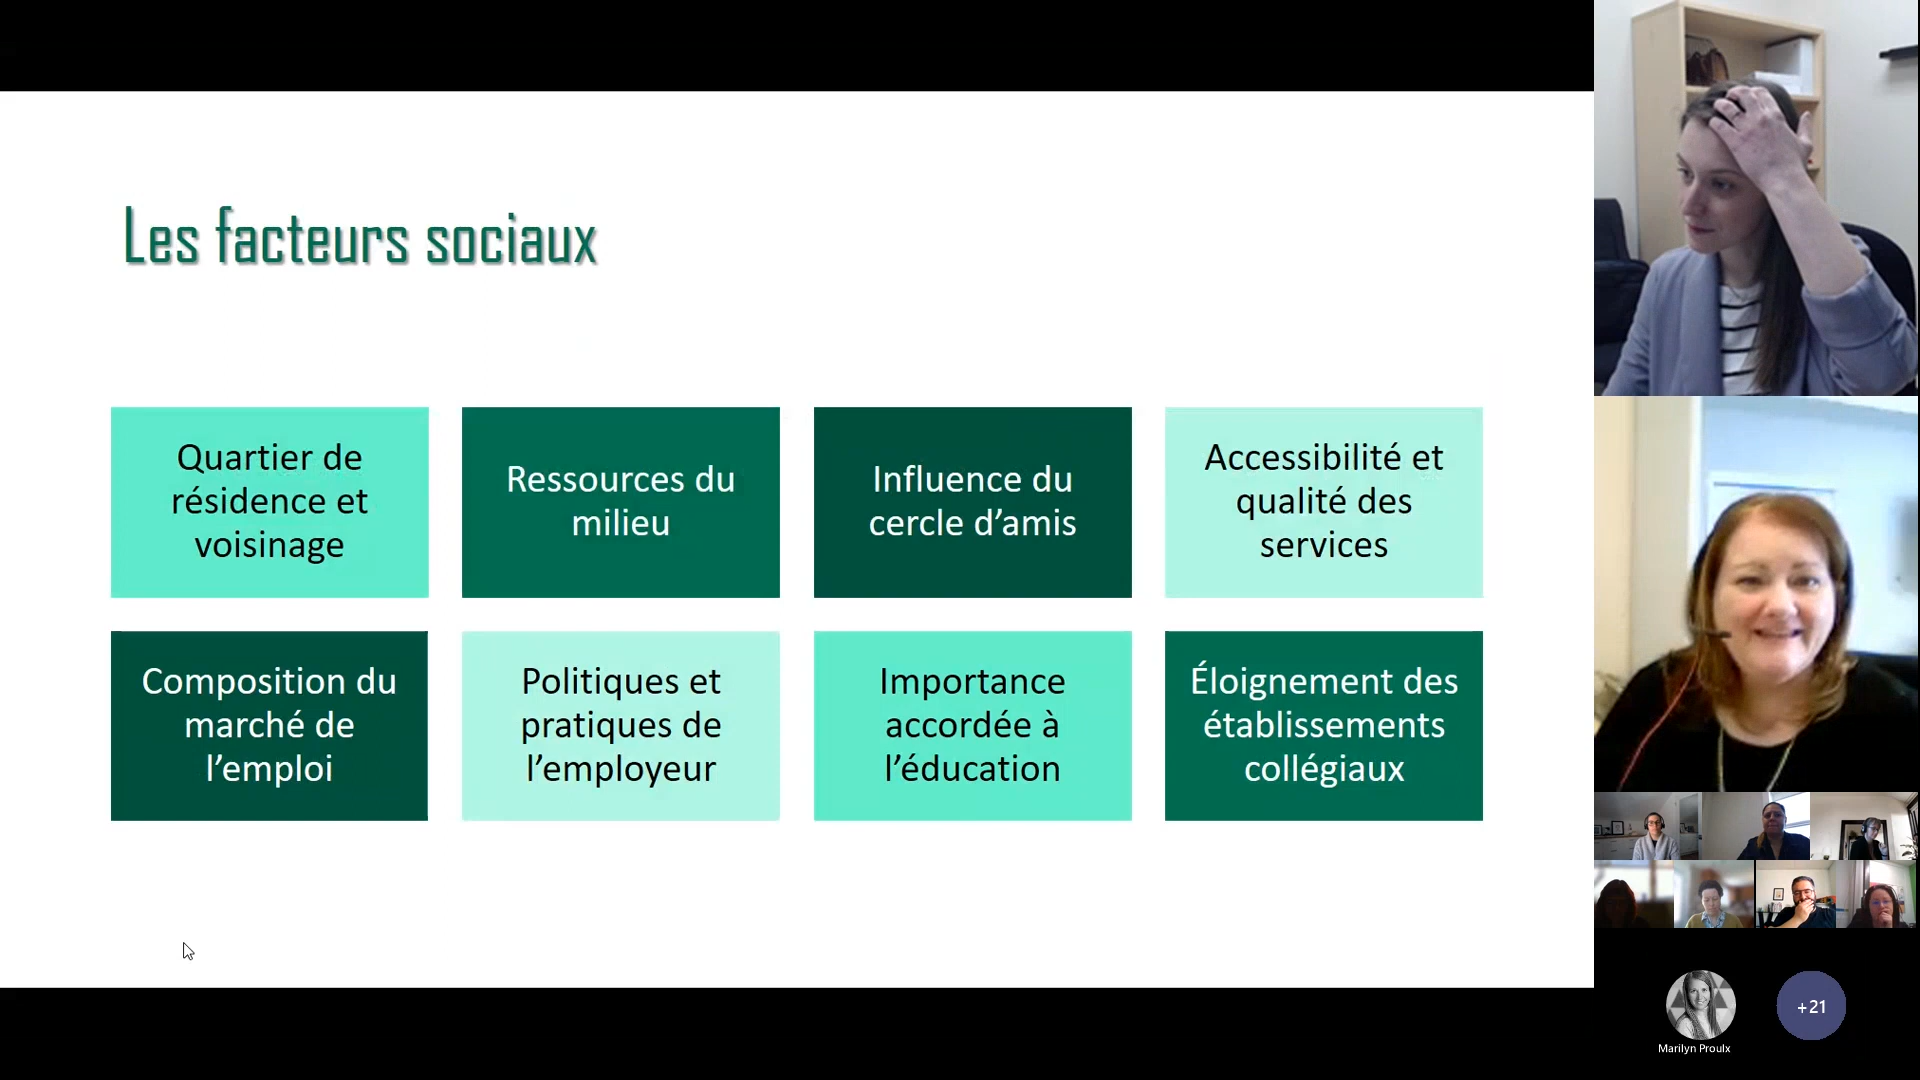 Les facteurs sociaux
Quartier de
résidence et
voisinage
Ressources du
milieu
Influence du
cercle d’amis
Accessibilité et
qualité des
services
Composition du
marché de
l’emploi
Politiques et
pratiques de
l’employeur
Importance
accordée à
l’éducation
Éloignement des
établissements
collégiaux
+21
Marilyn Proulx